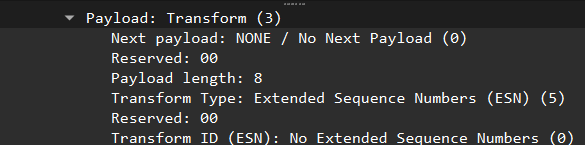 Payload: Transform (3)
Next payload: NONE / No Next Payload (0)
Reserved: 00
Payload length: 8
Transform Type: Extended Sequence Numbers (ESN) (5)
Reserved: 00
Transform ID (ESN): No Extended Sequence Numbers (0)